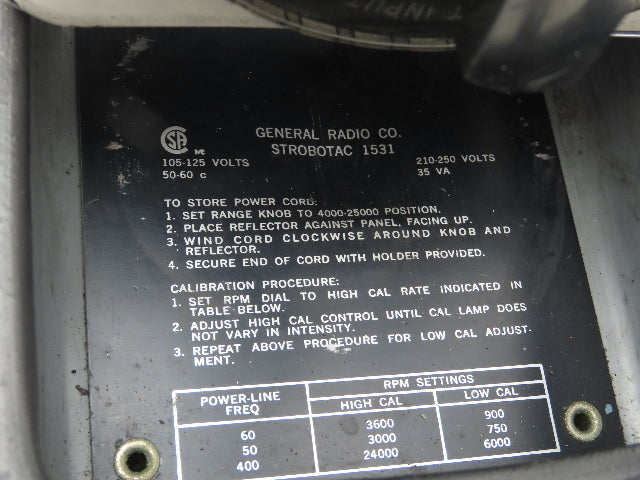 T INPUT
SA
GENERAL RADIO CO.
STROBOTAC 1531
105-125 VOLTS 210-250 VOLTS
50-60 c 35 VA
TO STORE POWER CORD:
1. SET RANGE KNOB TO 4000-25000 POSITION.
2. PLACE REFLECTOR AGAINST PANEL, FACING UP.
3. WIND CORD CLOCKWISE AROUND KNOB AND
REFLECTOR.
4. SECURE END OF CORD WITH HOLDER PROVIDED.
CALIBRATION PROCEDURE:
1. SET RPM DIAL TO HIGH CAL RATE INDICATED IN
TABLE BELOW.
2. ADJUST HIGH CAL CONTROL UNTIL CAL LAMP DOES
NOT VARY IN INTENSITY.
3. REPEAT ABOVE PROCEDURE FOR LOW CAL ADJUST-
MENT.
POWER-LINE FREQ RPM SETTINGS
HIGH CAL LOW CAL
60 3600 900
50 3000 750
400 24000 6000